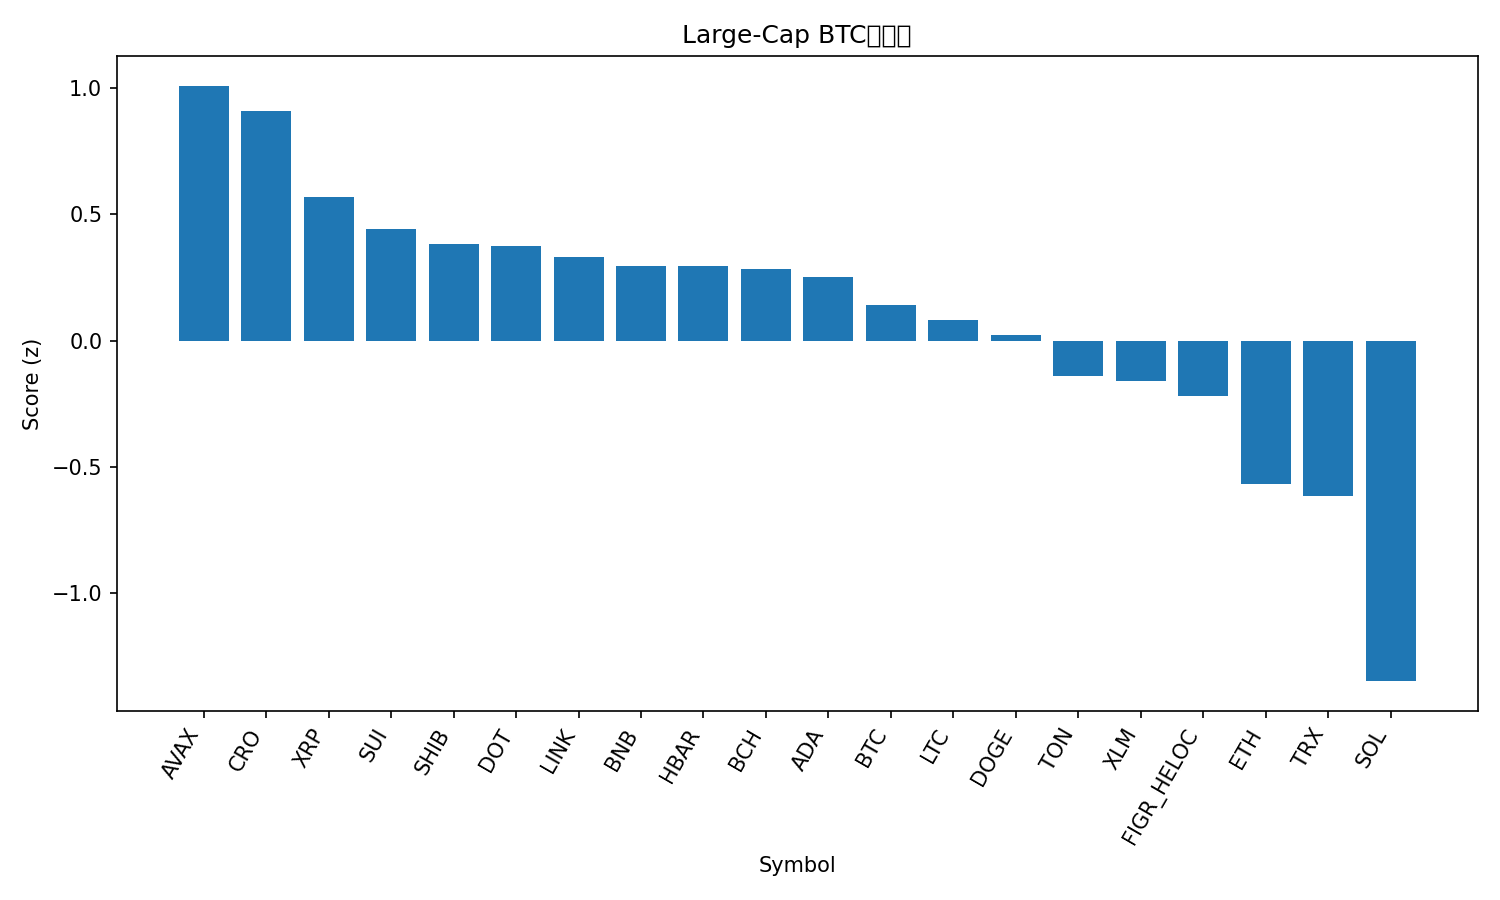 Large-Cap BTC
1.0
0.5
0.0
−0.5
−1.0
Score (z)
AVAX
CRO
XRP
SUI
SHIB
DOT
LINK
BNB
HBAR
BCH
ADA
BTC
LTC
DOGE
TON
XLM
FIGR_HELOC
ETH
TRX
SOL
Symbol